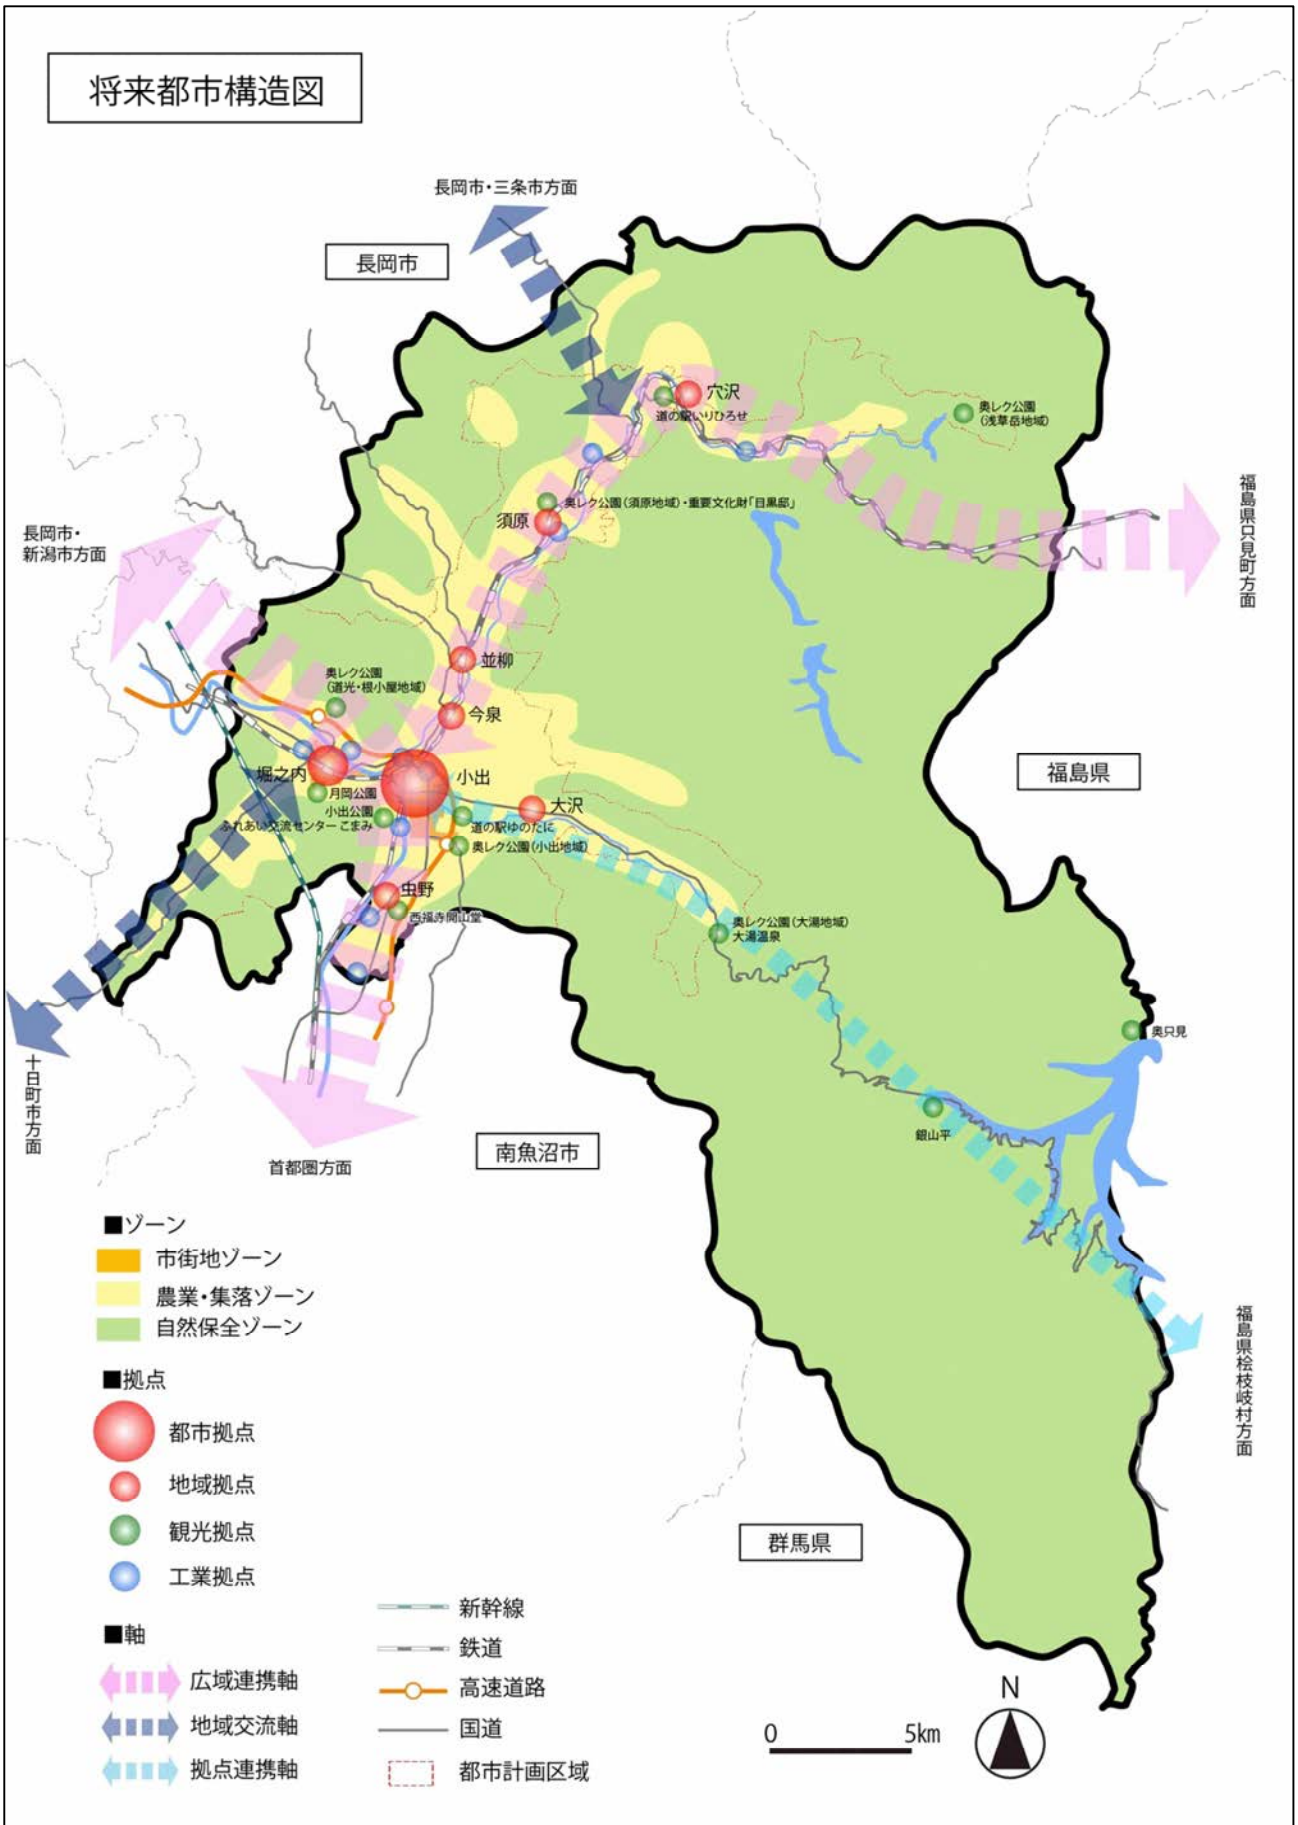 将来都市構造図
長岡市・三条市方面
長岡市
穴沢
道の駅いりひろせ
奥レク公園
(浅草岳地域)
福島県只見町方面
奥レク公園(須原地域)・重要文化財「目黒邸」
須原
長岡市・
新潟市方面
並柳
奥レク公園
(道光・根小屋地域)
今泉
堀之内
小出
福島県
月岡公園
小出公園
大沢
ふれあい交流センター こまみ
道の駅ゆのたに
奥レク公園(小出地域)
虫野
西福寺開山堂
奥レク公園(大湯地域)
大湯温泉
奥只見
十日町市方面
銀山平
南魚沼市
首都圏方面
福島県桧枝岐村方面
■ゾーン
市街地ゾーン
農業・集落ゾーン
自然保全ゾーン
■拠点
都市拠点
地域拠点
観光拠点
工業拠点
群馬県
■軸
広域連携軸
地域交流軸
拠点連携軸
新幹線
鉄道
高速道路
国道
都市計画区域
0 5km
N